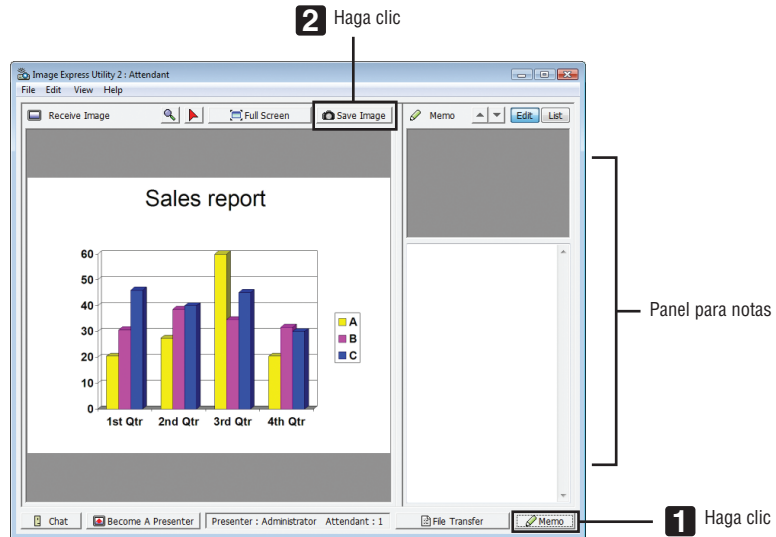 2 Haga clic
Image Express Utility 2 : Attendant
File Edit View Help
Receive Image Full Screen Save Image Memo Edit List
Sales report
60
50
40
30
20
10
0
A
B
C
1st Qtr 2nd Qtr 3rd Qtr 4th Qtr
Panel para notas
Chat Become A Presenter Presenter : Administrator Attendant : 1 File Transfer Memo
1 Haga clic